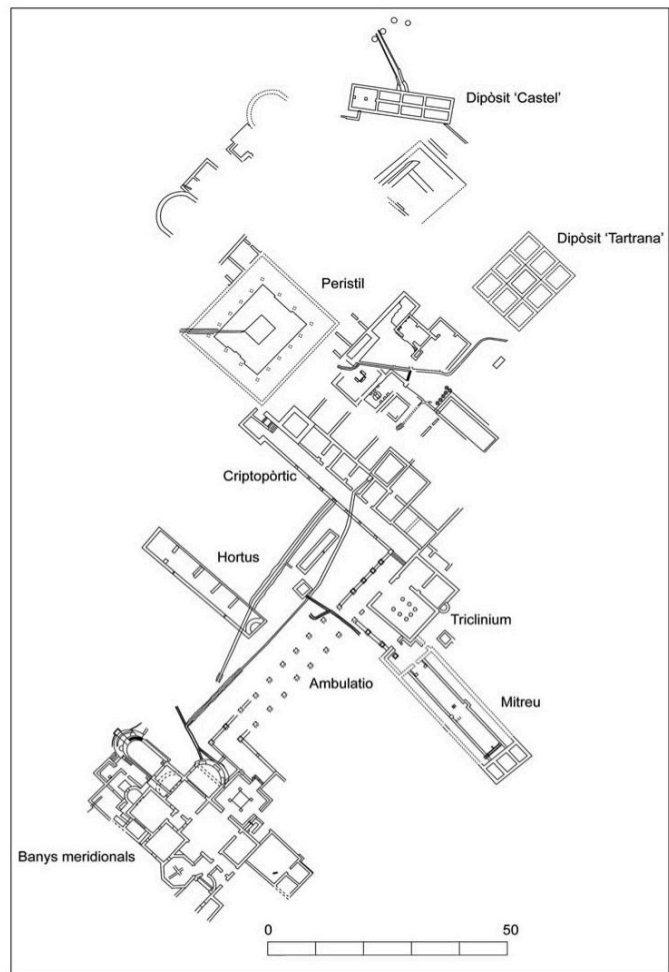 Dipòsit 'Castel'
Dipòsit 'Tartrana'
Peristil
Criptopòrtic
Hortus
Triclinium
Ambulatio
Mitreu
Banys meridionals
0 50